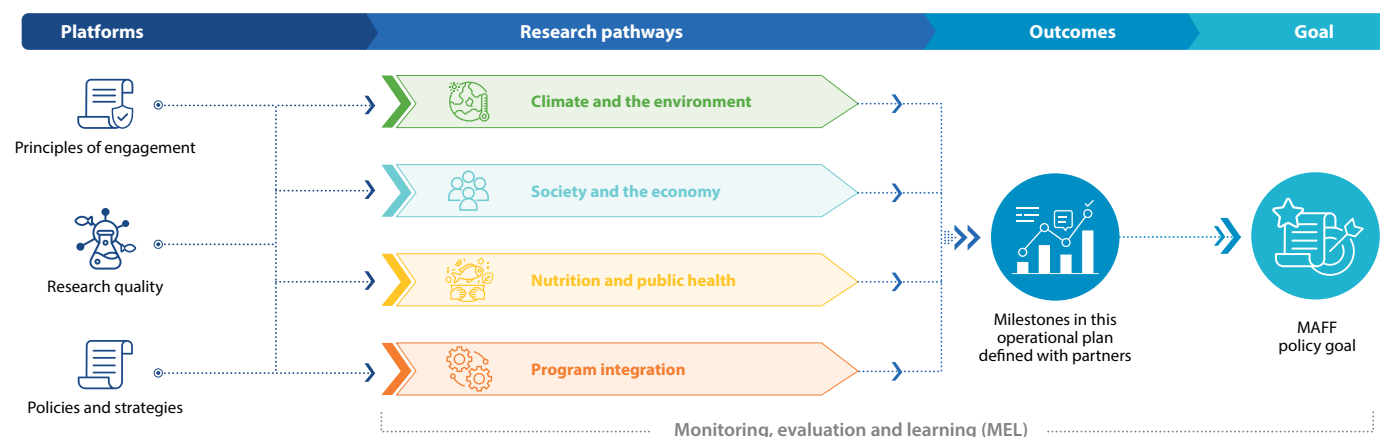 Platforms
Research pathways
Outcomes
Goal
Principles of engagement
Research quality
Policies and strategies
Climate and the environment
Society and the economy
Nutrition and public health
Program integration
Milestones in this
operational plan
defined with partners
MAFF
policy goal
Monitoring, evaluation and learning (MEL)